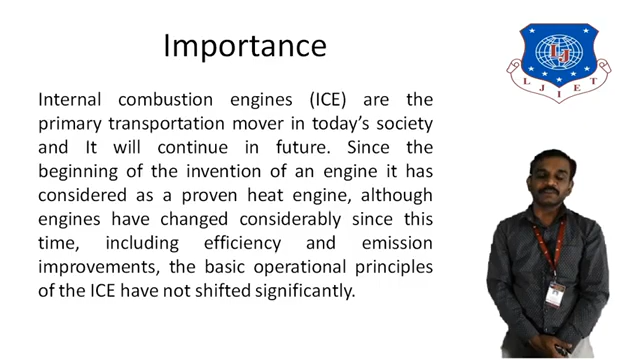 Importance
Internal combustion engines (ICE) are the
primary transportation mover in today's society
and It will continue in future. Since the
beginning of the invention of an engine it has
considered as a proven heat engine, although
engines have changed considerably since this
time, including efficiency and emission
improvements, the basic operational principles
of the ICE have not shifted significantly.
LJ
LJIET